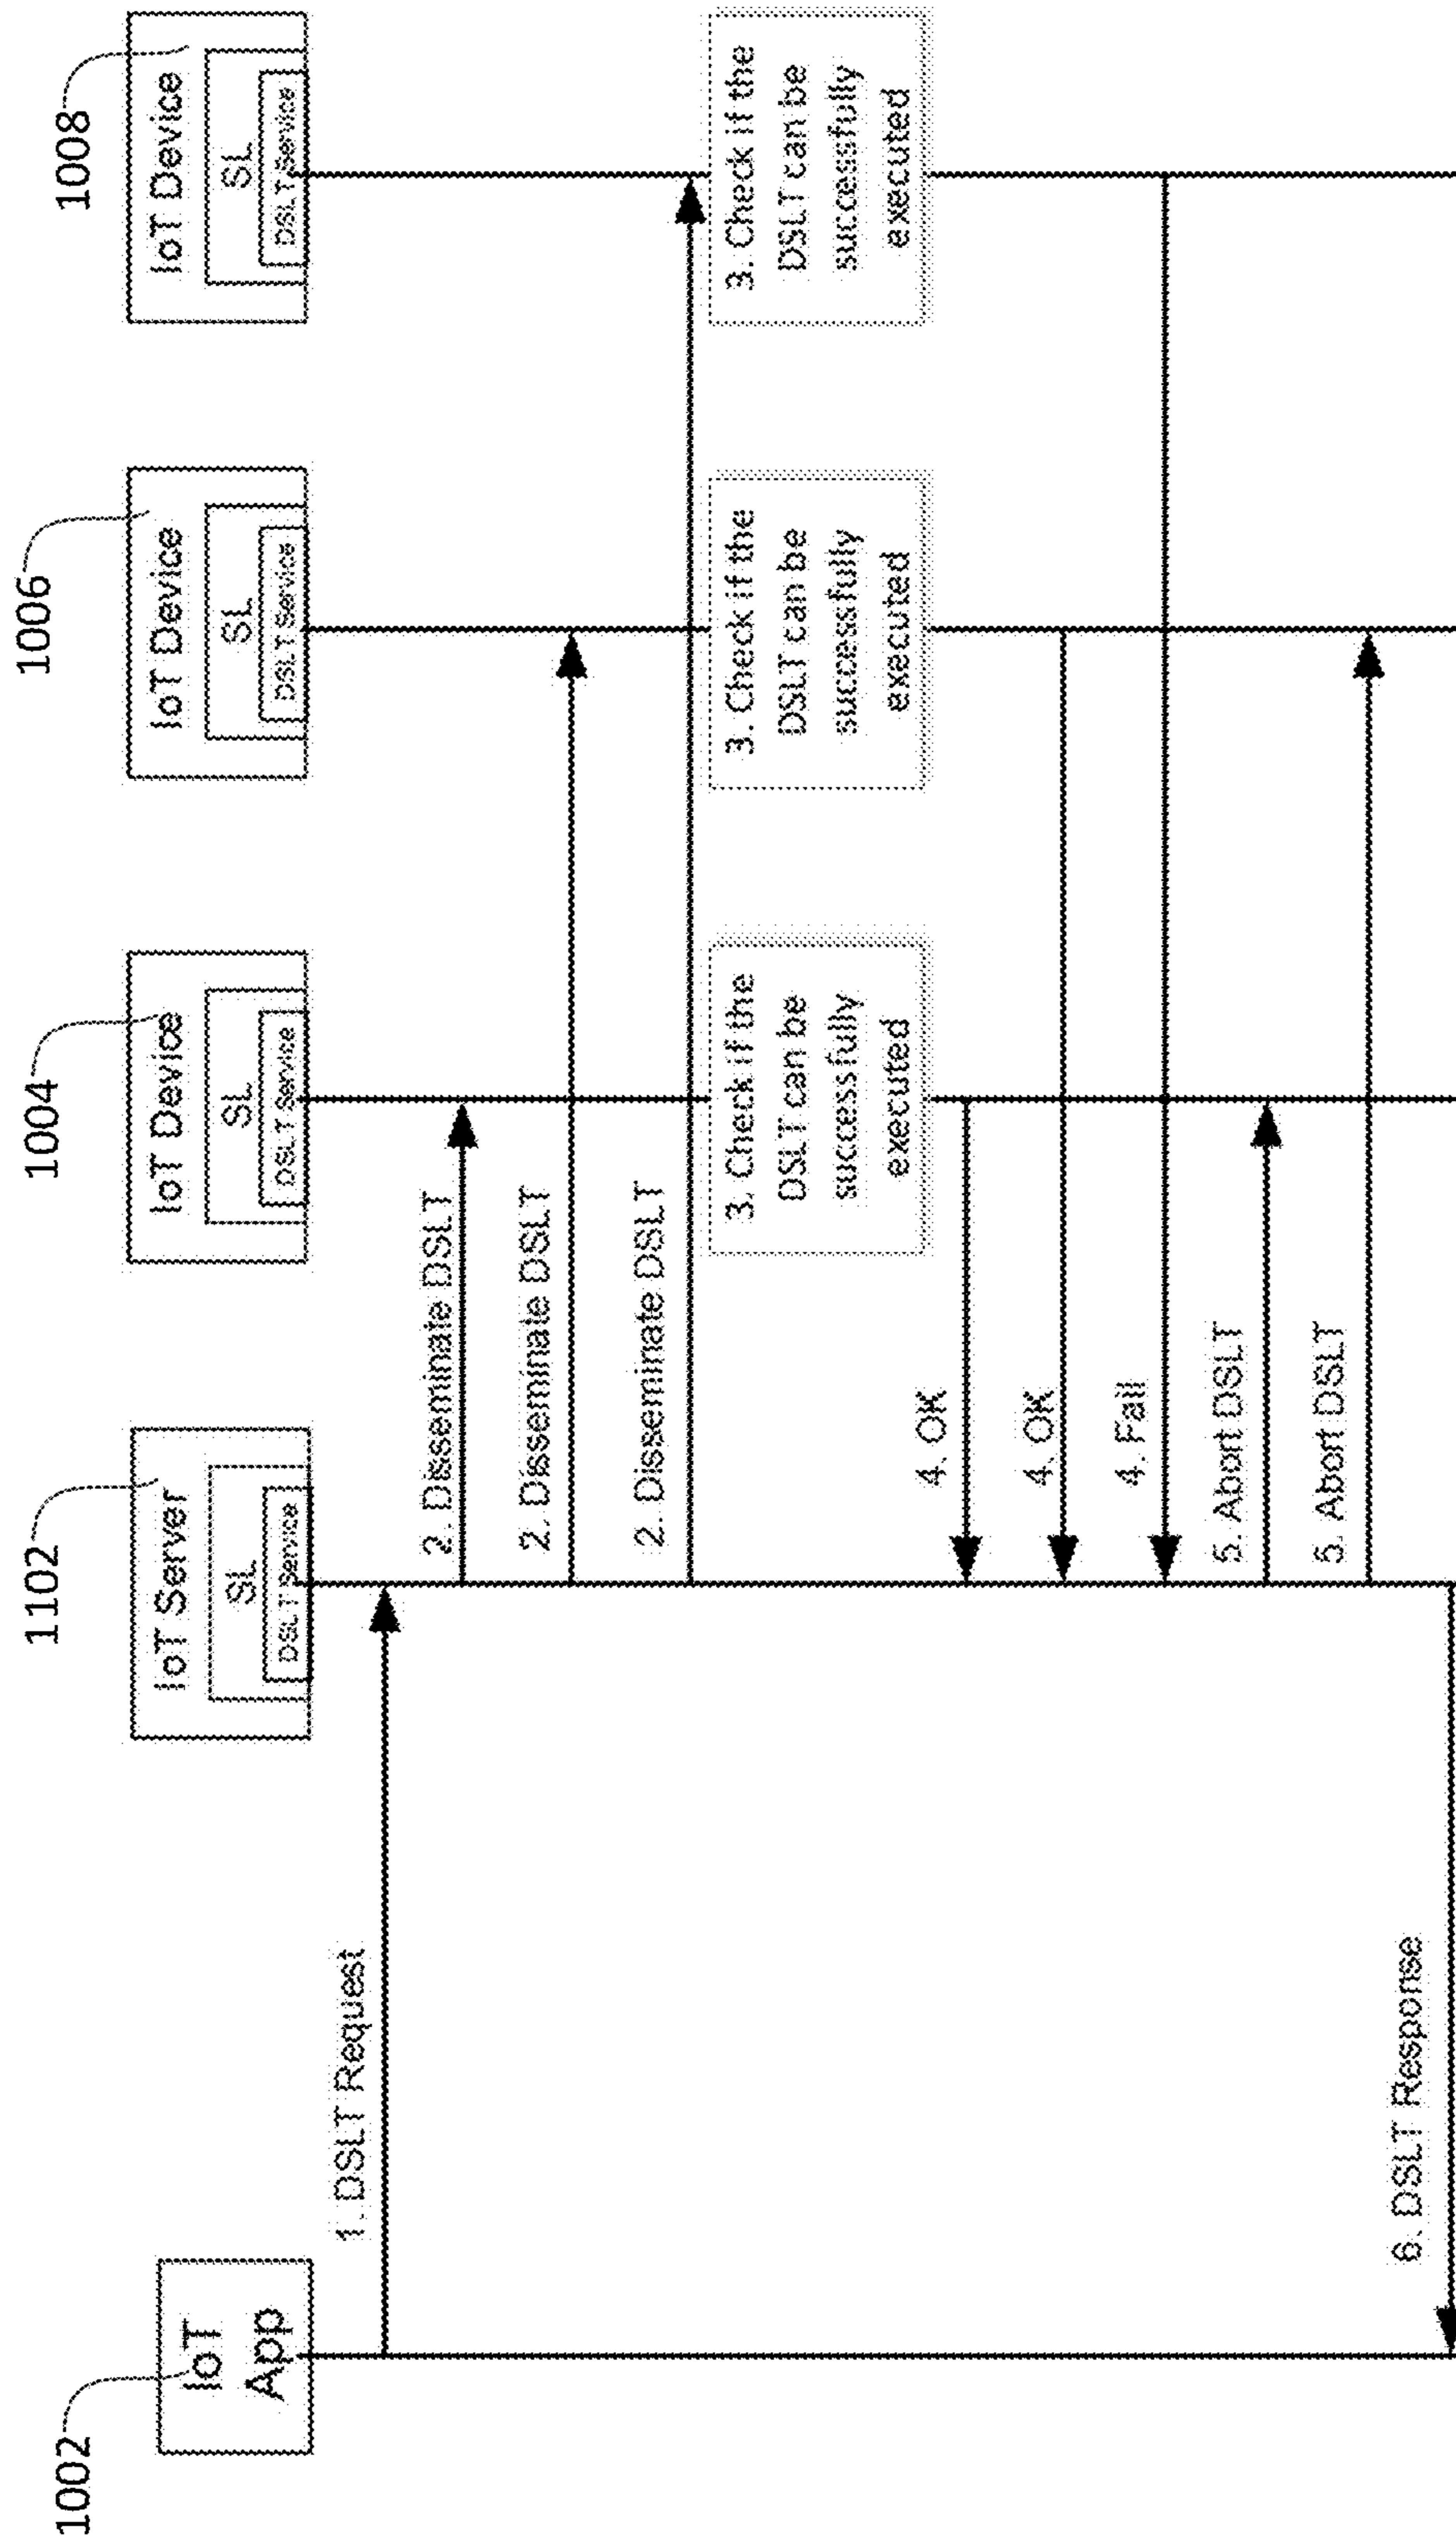 1002
IoT
App
1102
IoT Server
SL
DSLT Service
1004
IoT Device
SL
DSLT Service
1006
IoT Device
SL
DSLT Service
1008
IoT Device
SL
DSLT Service
1. DSLT Request
2. Disseminate DSLT
2. Disseminate DSLT
2. Disseminate DSLT
3. Check if the
DSLT can be
successfully
executed
3. Check if the
DSLT can be
successfully
executed
3. Check if the
DSLT can be
successfully
executed
4. OK
4. OK
4. Fail
5. Abort DSLT
5. Abort DSLT
6. DSLT Response